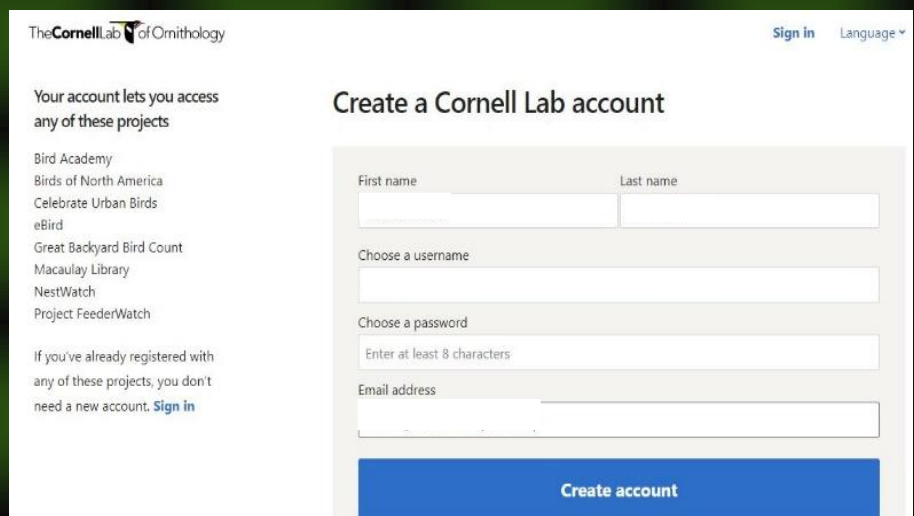 TheCornellLab of Ornithology
Sign in Language
Your account lets you access
any of these projects
Bird Academy
Birds of North America
Celebrate Urban Birds
eBird
Great Backyard Bird Count
Macaulay Library
NestWatch
Project FeederWatch
If you've already registered with
any of these projects, you don't
need a new account. Sign in
Create a Cornell Lab account
First name Last name
Choose a username
Choose a password
Enter at least 8 characters
Email address
Create account